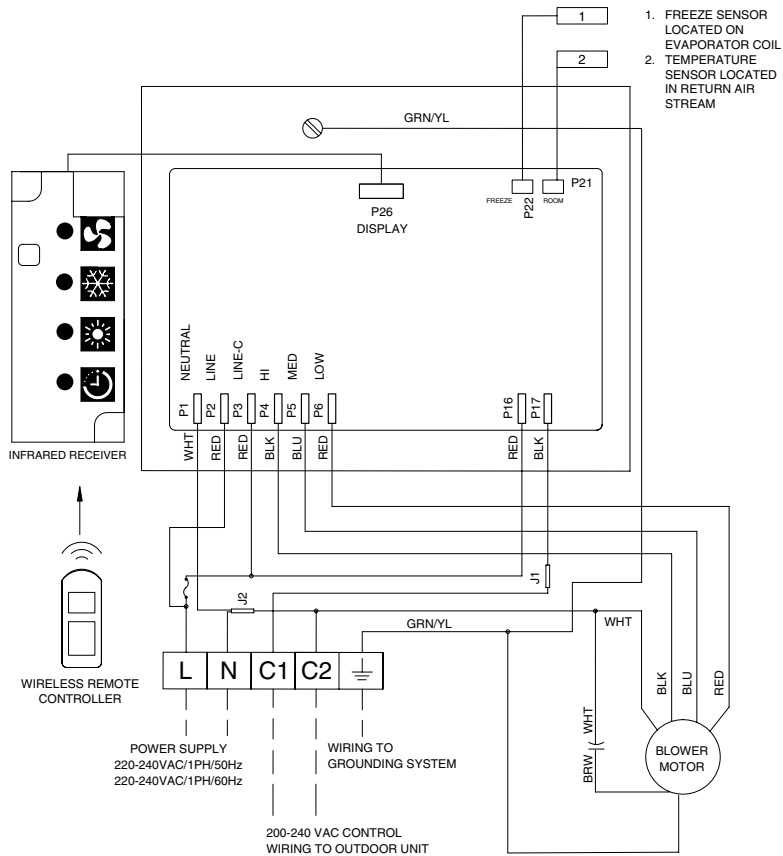 1
2
1. FREEZE SENSOR
LOCATED ON
EVAPORATOR COIL
2. TEMPERATURE
SENSOR LOCATED
IN RETURN AIR
STREAM
GRN/YL
P26
DISPLAY
FREEZE
P22
ROOM
P21
NEUTRAL
LINE
LINE-C
HI
MED
LOW
P1
P2
P3
P4
P5
P6
P16
P17
WHT
RED
RED
BLK
BLU
RED
RED
BLK
INFRARED RECEIVER
WIRELESS REMOTE
CONTROLLER
J1
J2
GRN/YL
WHT
L N C1 C2
BLK
BLU
RED
WHT
BRW
BLOWER
MOTOR
POWER SUPPLY
220-240VAC/1PH/50Hz
220-240VAC/1PH/60Hz
WIRING TO
GROUNDING SYSTEM
200-240 VAC CONTROL
WIRING TO OUTDOOR UNIT